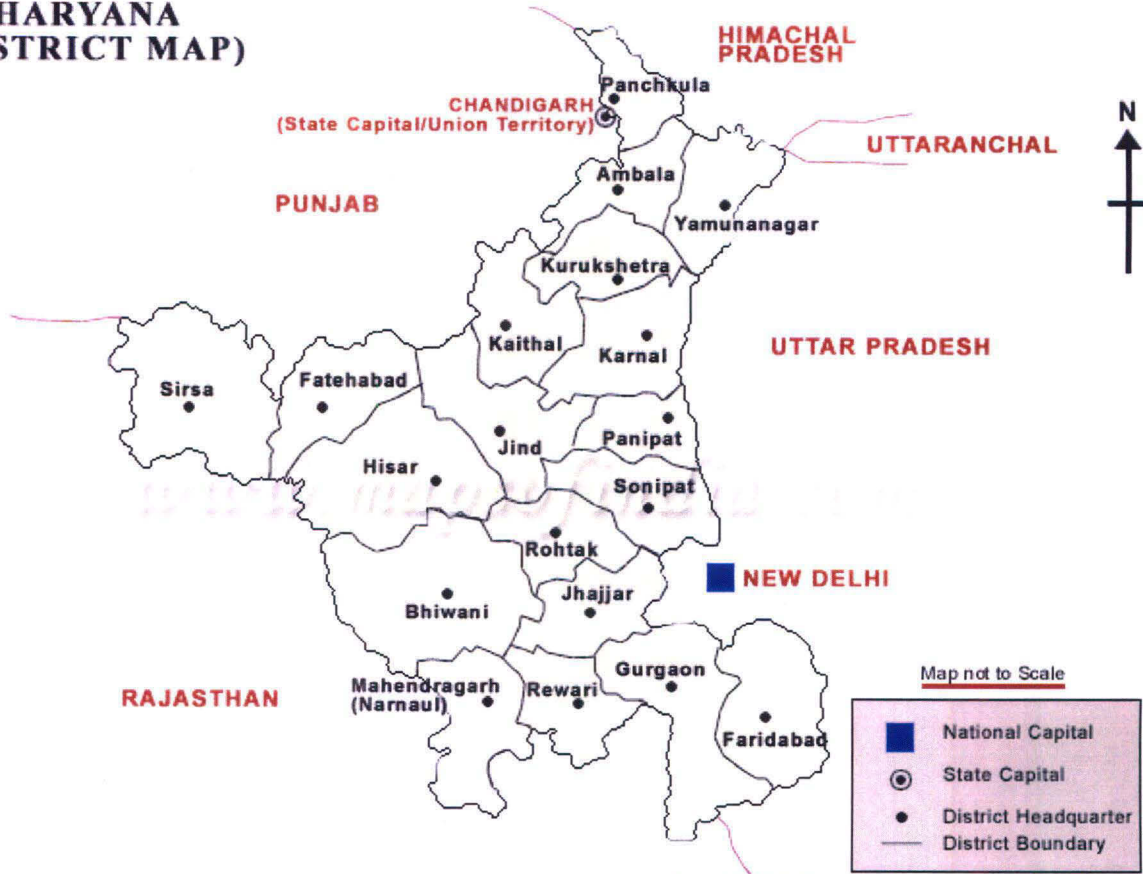 HARYANA
STRICT MAP)
HIMACHAL
PRADESH
Panchkula
CHANDIGARH
(State Capital/Union Territory)
N
UTTARANCHAL
Ambala
PUNJAB
Yamunanagar
Kurukshetra
Kaithal
Karnal
UTTAR PRADESH
Sirsa
Fatehabad
Jind
Panipat
Hisar
Sonipat
Rohtak
NEW DELHI
Bhiwani
Jhajjar
RAJASTHAN
Mahendragarh
(Narnaul)
Rewari
Gurgaon
Faridabad
Map not to Scale
National Capital
State Capital
District Headquarter
District Boundary